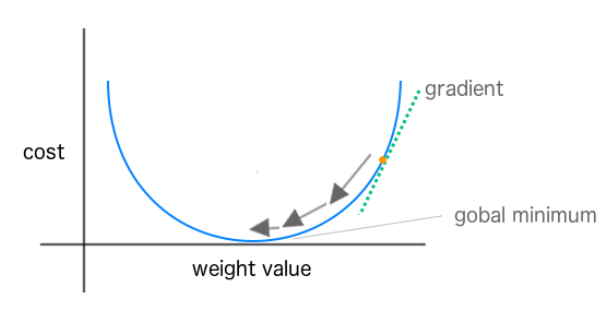 gradient
cost
gobal minimum
weight value